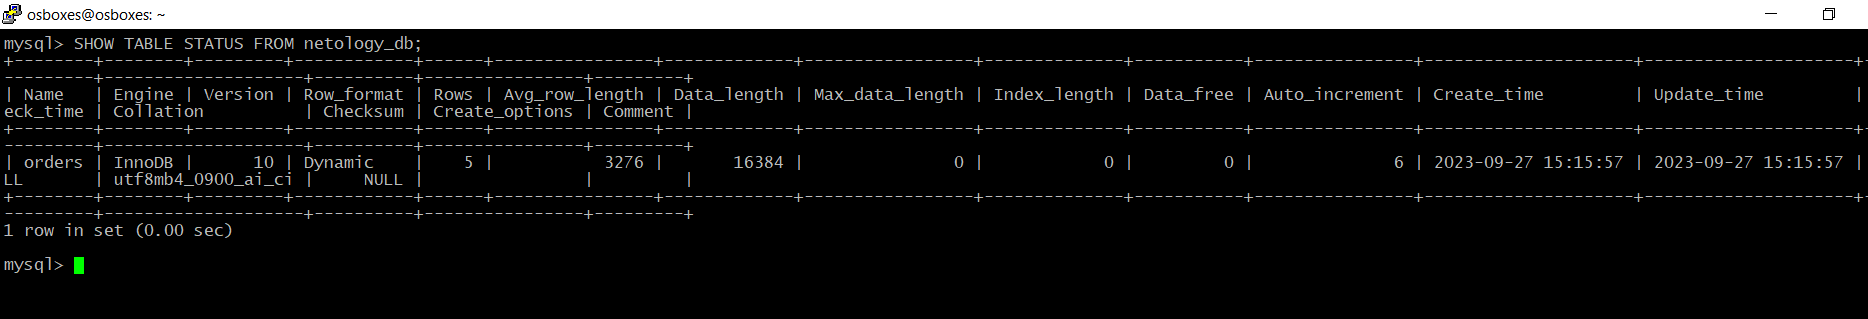 osboxes@osboxes: ~
mysql> SHOW TABLE STATUS FROM netology_db;
+--------+--------+---------+------------+------+----------------+-------------+-----------------+--------------+-----------+----------------+---------------------+---------------------+-
---------+--------------------+----------+----------------+---------+
| Name   | Engine | Version | Row_format | Rows | Avg_row_length | Data_length | Max_data_length | Index_length | Data_free | Auto_increment | Create_time         | Update_time         |
eck_time | Collation          | Checksum | Create_options | Comment |
+--------+--------+---------+------------+------+----------------+-------------+-----------------+--------------+-----------+----------------+---------------------+---------------------+-
---------+--------------------+----------+----------------+---------+
| orders | InnoDB |      10 | Dynamic    |    5 |           3276 |       16384 |               0 |            0 |         0 |              6 | 2023-09-27 15:15:57 | 2023-09-27 15:15:57 |
LL       | utf8mb4_0900_ai_ci |     NULL |                |         |
+--------+--------+---------+------------+------+----------------+-------------+-----------------+--------------+-----------+----------------+---------------------+---------------------+-
---------+--------------------+----------+----------------+---------+
1 row in set (0.00 sec)
mysql>